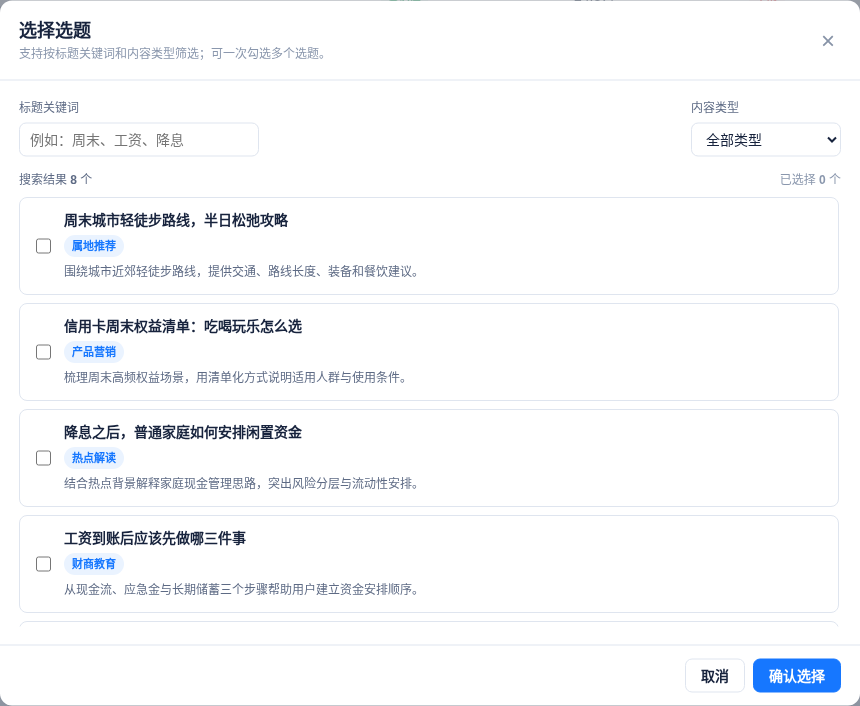 选择选题
支持按标题关键词和内容类型筛选；可一次勾选多个选题。
标题关键词
内容类型
例如：周末、工资、降息
全部类型
搜索结果 8 个
已选择 0 个
周末城市轻徒步路线，半日松弛攻略
属地推荐
围绕城市近郊轻徒步路线，提供交通、路线长度、装备和餐饮建议。
信用卡周末权益清单：吃喝玩乐怎么选
产品营销
梳理周末高频权益场景，用清单化方式说明适用人群与使用条件。
降息之后，普通家庭如何安排闲置资金
热点解读
结合热点背景解释家庭现金管理思路，突出风险分层与流动性安排。
工资到账后应该先做哪三件事
财商教育
从现金流、应急金与长期储蓄三个步骤帮助用户建立资金安排顺序。
取消
确认选择